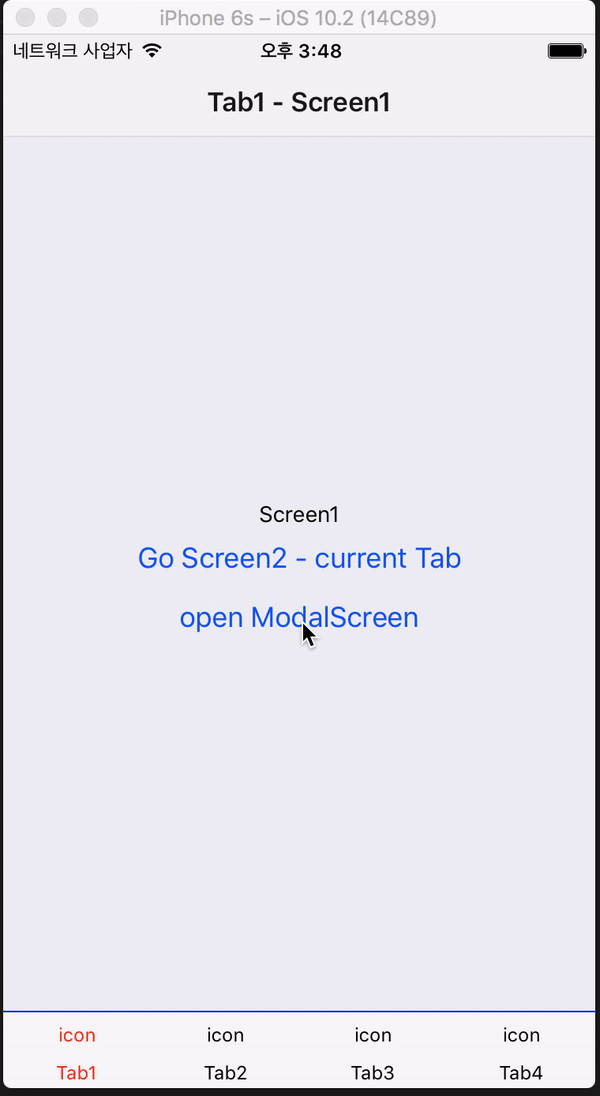 iPhone 6s – iOS 10.2 (14C89)
네트워크 사업자 오후 3:48
Tab1 - Screen1
Screen1
Go Screen2 - current Tab
open ModalScreen
icon icon icon icon
Tab1 Tab2 Tab3 Tab4